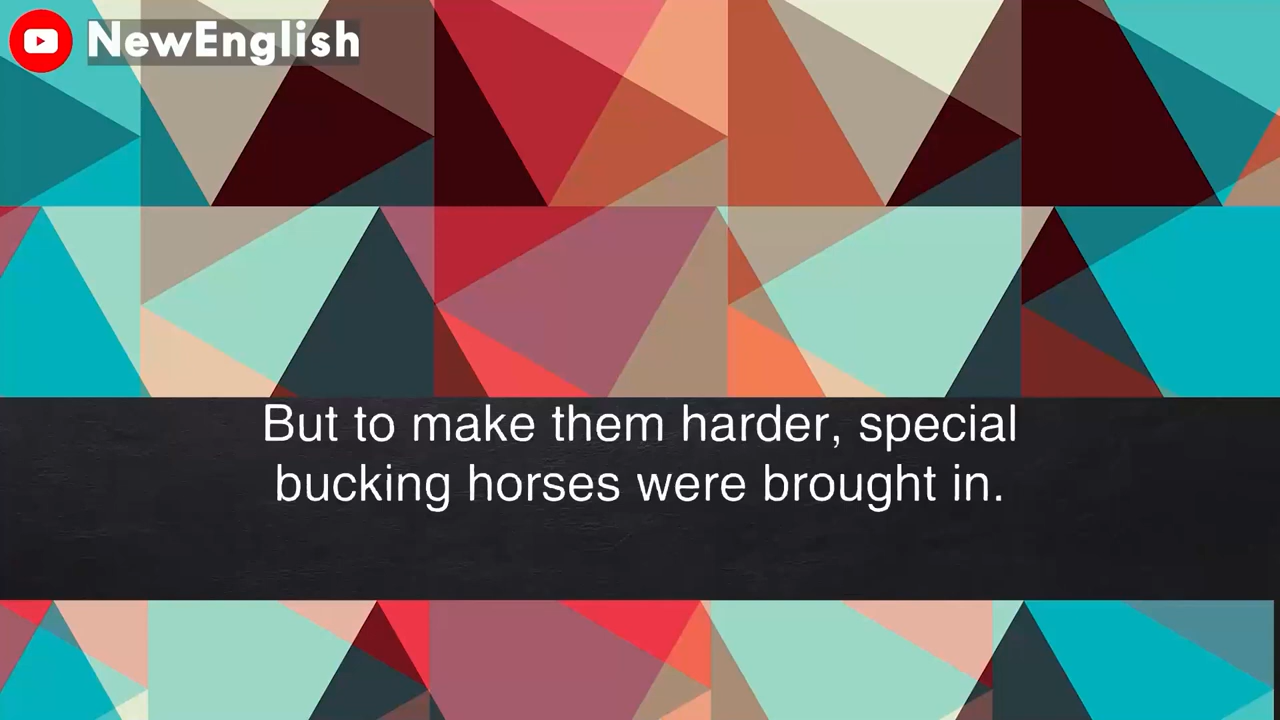 NewEnglish
But to make them harder, special
bucking horses were brought in.